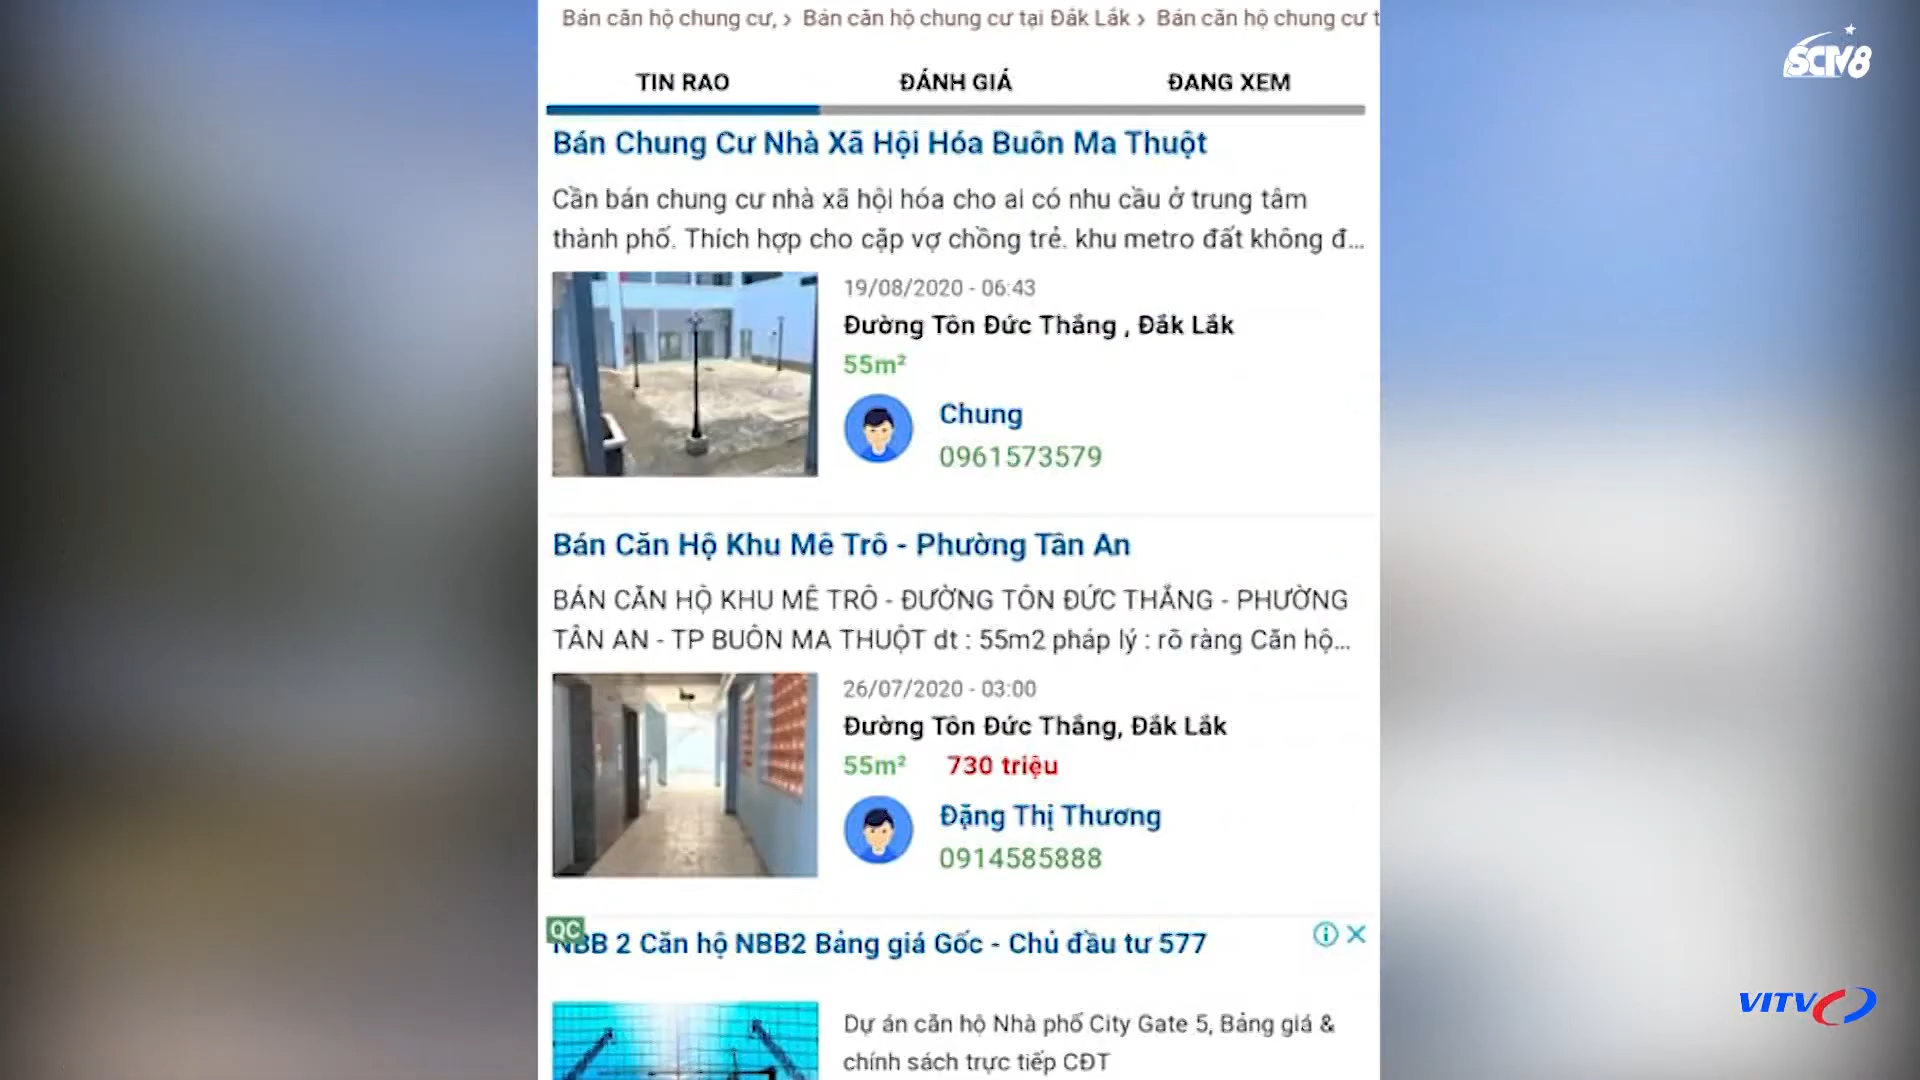 Bán căn hộ chung cư, › Bán căn hộ chung cư tại Đắk Lắk › Bán căn hộ chung cư t
SCTV8
TIN RAO ĐÁNH GIÁ ĐANG XEM
Bán Chung Cư Nhà Xã Hội Hóa Buôn Ma Thuột
Cần bán chung cư nhà xã hội hóa cho ai có nhu cầu ở trung tâm
thành phố. Thích hợp cho cặp vợ chồng trẻ. khu metro đất không đ...
19/08/2020 - 06:43
Đường Tôn Đức Thắng , Đắk Lắk
55m²
Chung
0961573579
Bán Căn Hộ Khu Mê Trô - Phường Tân An
BÁN CĂN HỘ KHU MÊ TRÔ - ĐƯỜNG TÔN ĐỨC THẮNG - PHƯỜNG
TÂN AN - TP BUÔN MA THUỘT dt : 55m2 pháp lý : rõ ràng Căn hộ...
26/07/2020 - 03:00
Đường Tôn Đức Thắng, Đắk Lắk
55m² 730 triệu
Đặng Thị Thương
0914585888
QC
NBB 2 Căn hộ NBB2 Bảng giá Gốc - Chủ đầu tư 577
VITV
Dự án căn hộ Nhà phố City Gate 5, Bảng giá &
chính sách trực tiếp CĐT